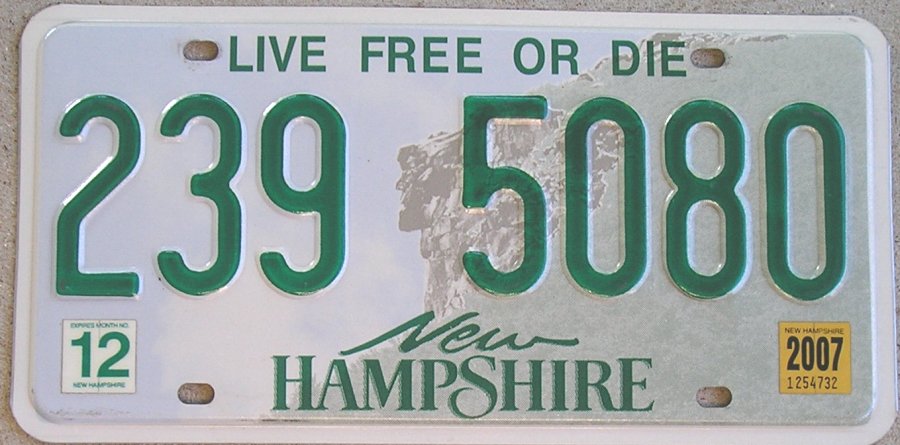 LIVE FREE OR DIE
239 5080
EXPIRES MONTH NO.
12
NEW HAMPSHIRE
New
HAMPSHIRE
NEW HAMPSHIRE
2007
1254732